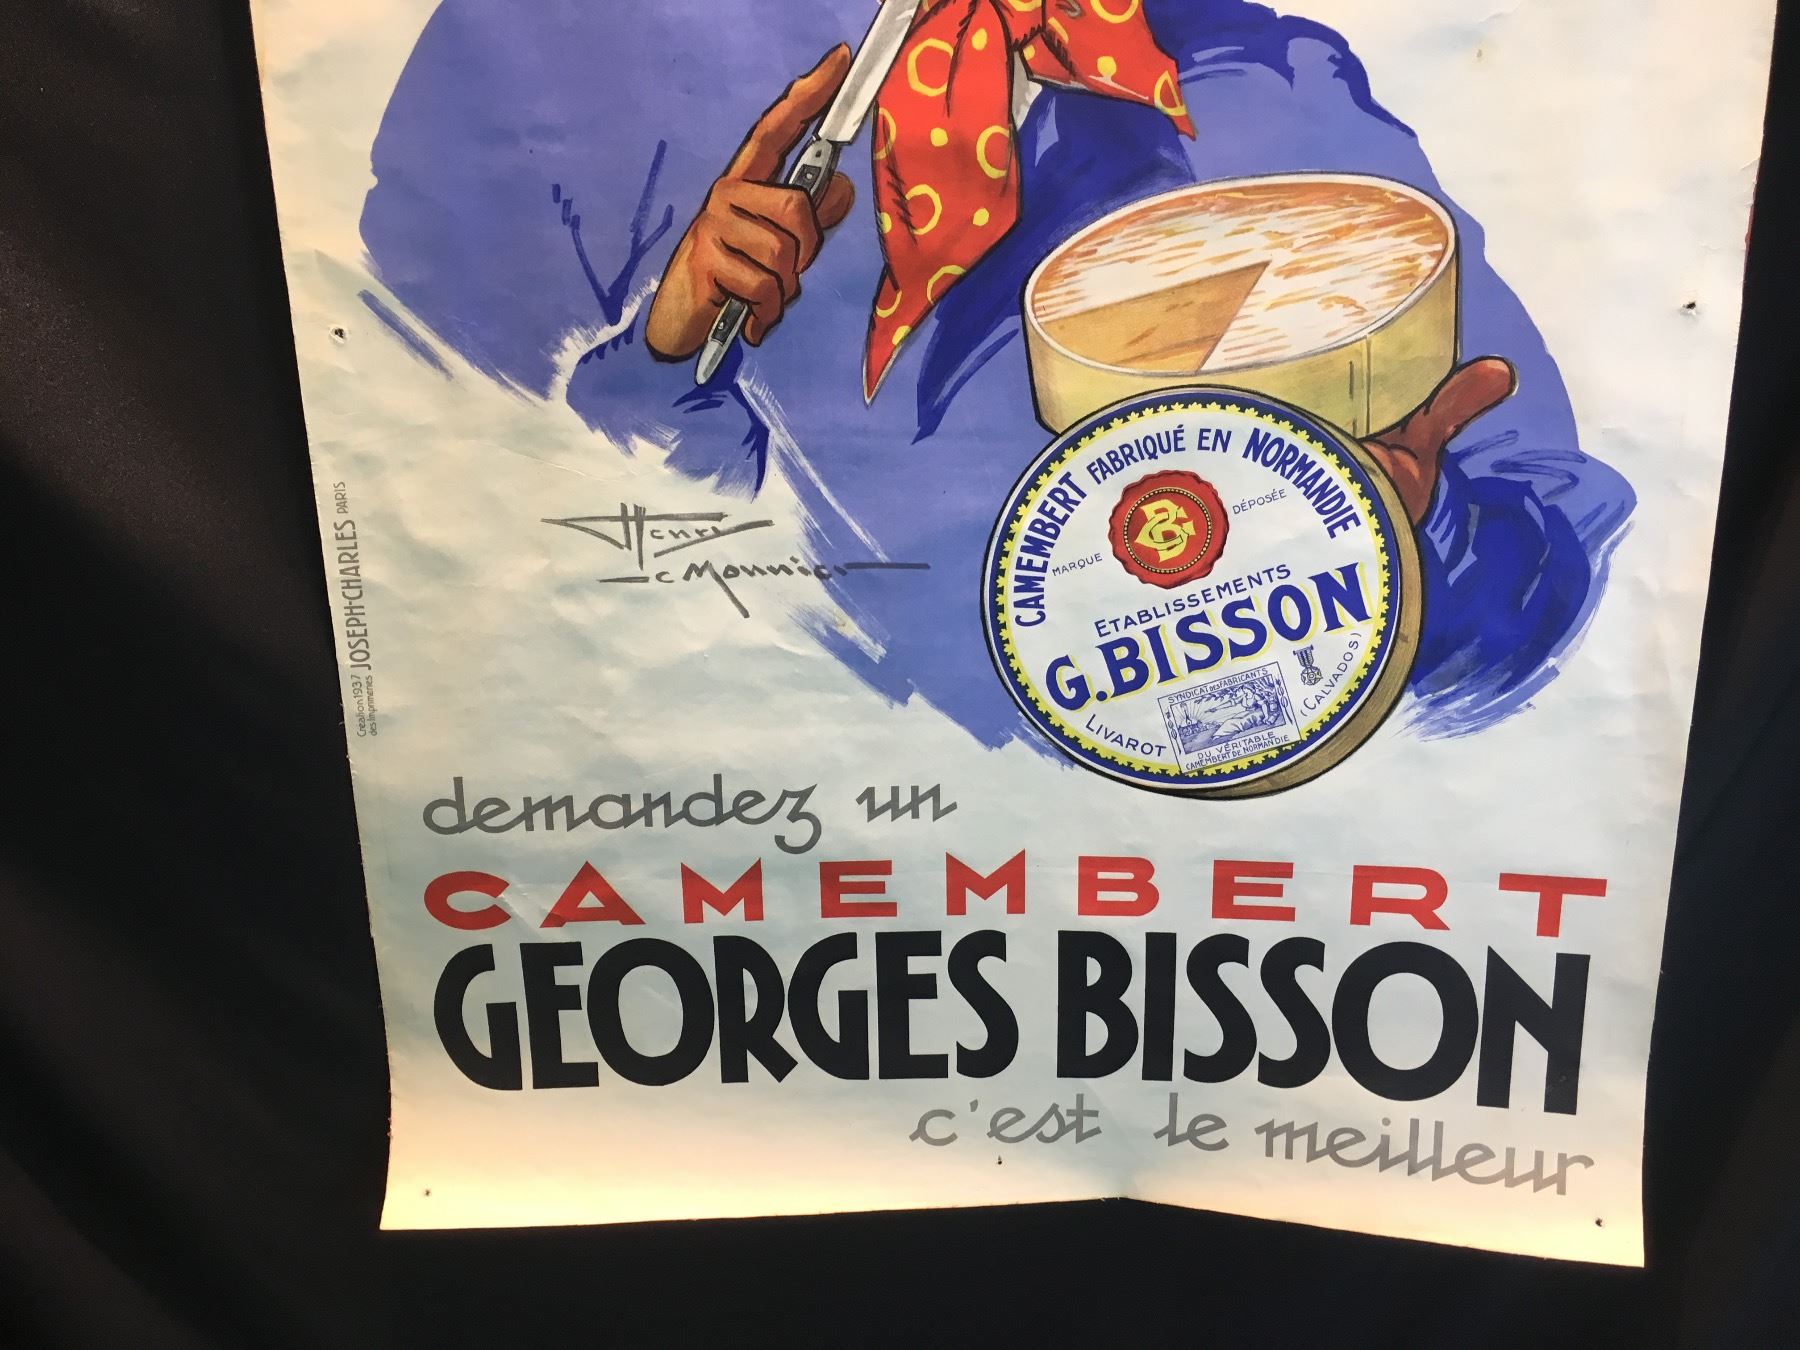 CAMEMBERT FABRIQUÉ EN NORMANDIE
MARQUE DÉPOSÉE
ETABLISSEMENTS
G. BISSON
LIVAROT (CALVADOS)
SYNDICAT DES FABRICANTS
DU VÉRITABLE
CAMEMBERT DE NORMANDIE
Henry
Le Monnier
Création 1937 JOSEPH-CHARLES PARIS
des Imprimeries
demandez un
CAMEMBERT
GEORGES BISSON
c'est le meilleur